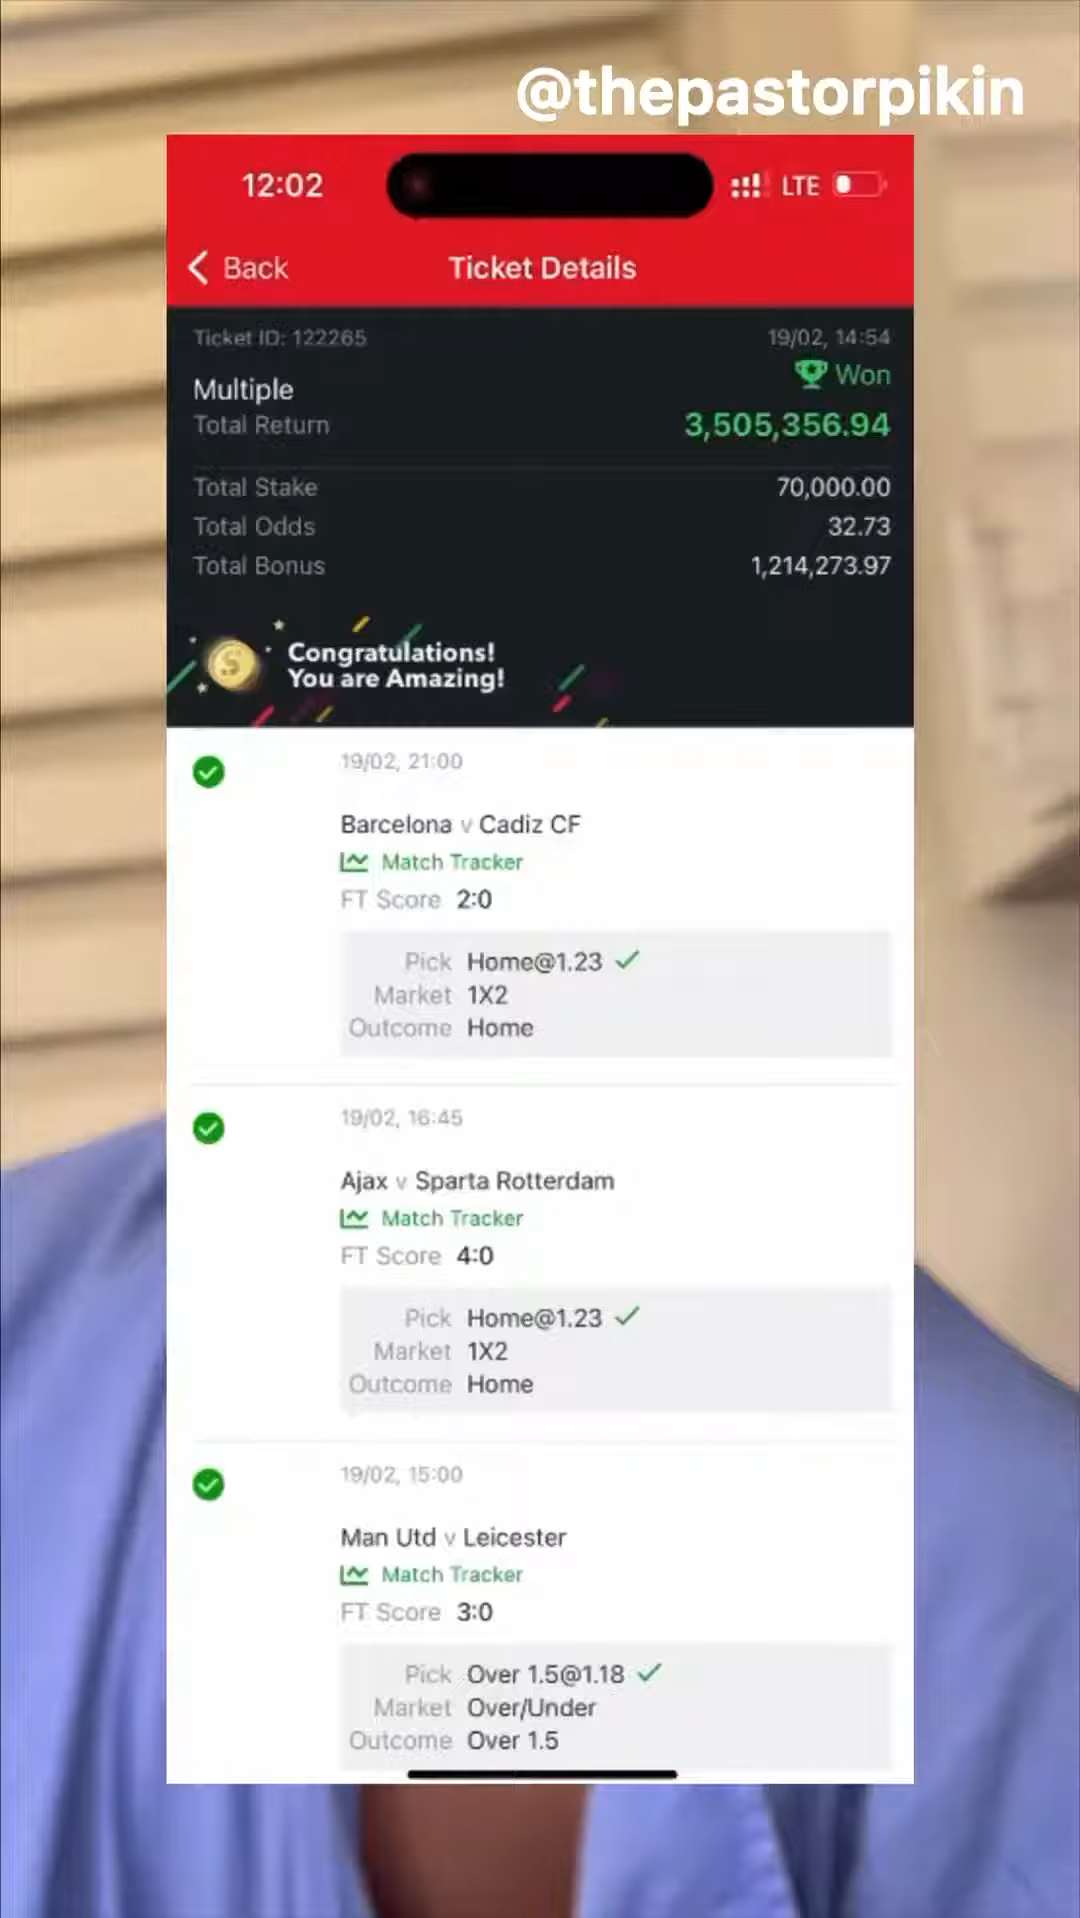 @thepastorpikin
12:02 LTE
Back Ticket Details
Ticket ID: 122265 19/02, 14:54
Won
Multiple
Total Return 3,505,356.94
Total Stake 70,000.00
Total Odds 32.73
Total Bonus 1,214,273.97
Congratulations!
You are Amazing!
19/02, 21:00
Barcelona v Cadiz CF
Match Tracker
FT Score 2:0
Pick Home@1.23
Market 1X2
Outcome Home
19/02, 16:45
Ajax v Sparta Rotterdam
Match Tracker
FT Score 4:0
Pick Home@1.23
Market 1X2
Outcome Home
19/02, 15:00
Man Utd v Leicester
Match Tracker
FT Score 3:0
Pick Over 1.5@1.18
Market Over/Under
Outcome Over 1.5